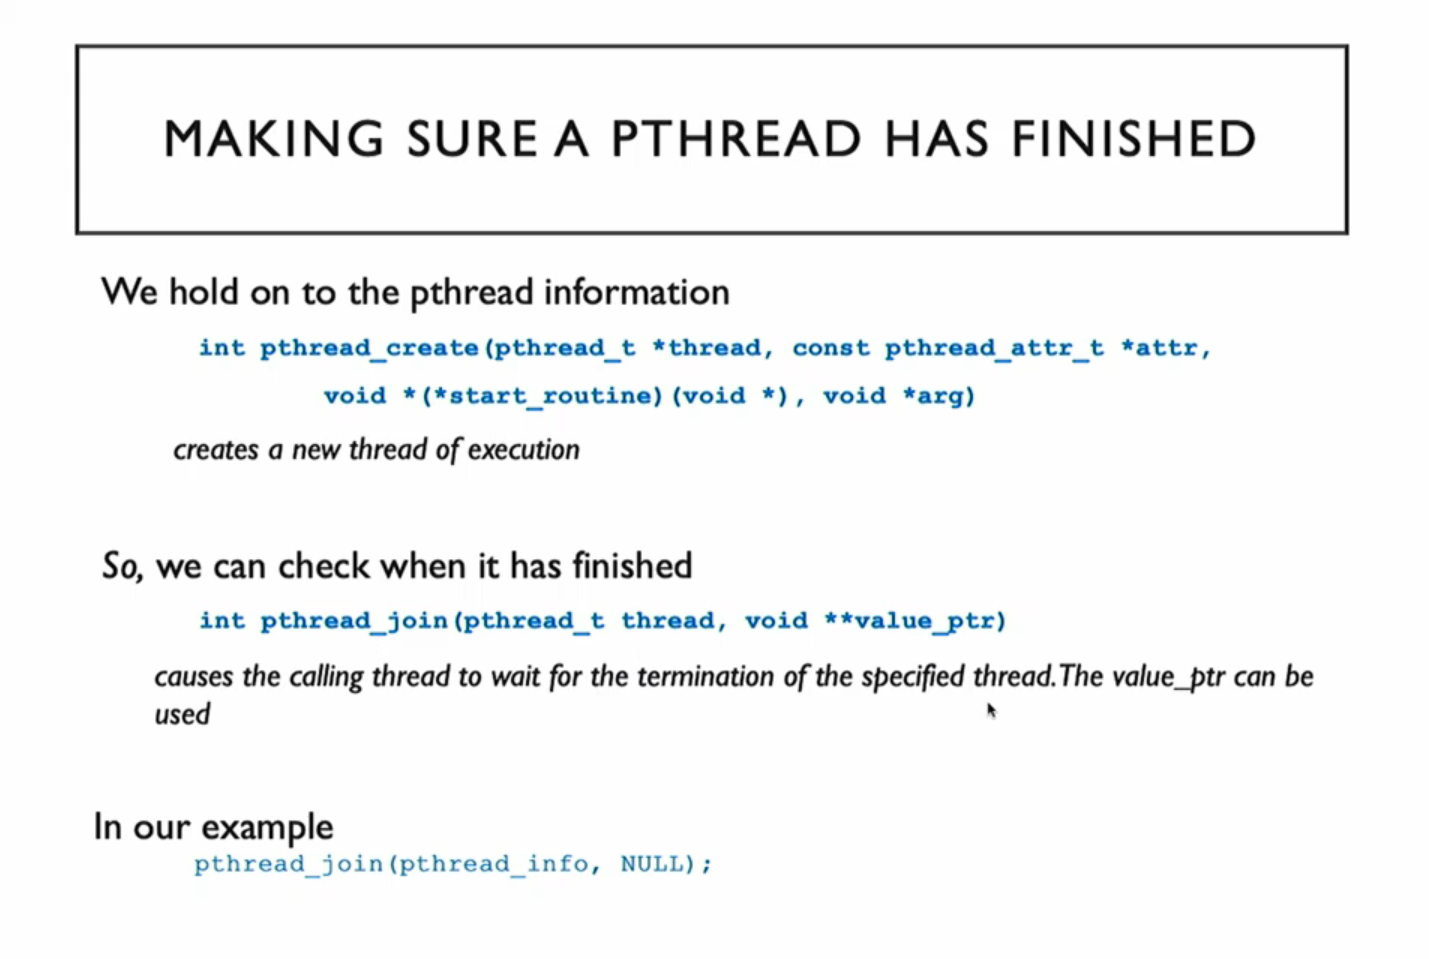 MAKING SURE A PTHREAD HAS FINISHED
We hold on to the pthread information
int pthread_create(pthread_t *thread, const pthread_attr_t *attr,
void *(*start_routine)(void *), void *arg)
creates a new thread of execution
So, we can check when it has finished
int pthread_join(pthread_t thread, void **value_ptr)
causes the calling thread to wait for the termination of the specified thread. The value_ptr can be
used
In our example
pthread_join(pthread_info, NULL);